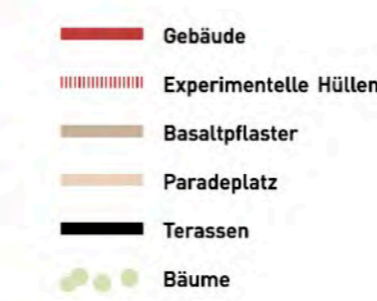 Gebäude
Experimentelle Hüllen
Basaltpflaster
Paradeplatz
Terassen
Bäume